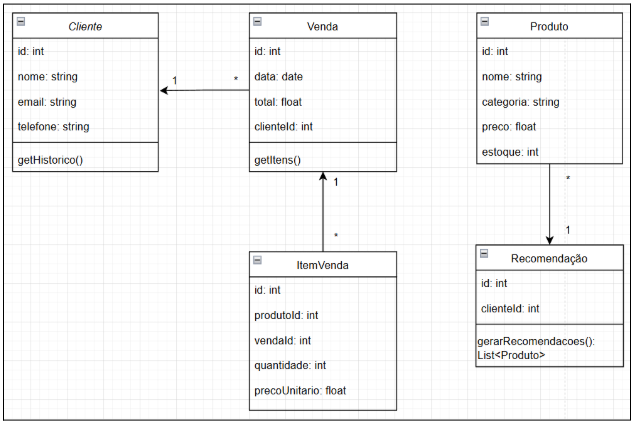 Cliente
id: int
nome: string
email: string
telefone: string
getHistorico()
1
*
Venda
id: int
data: date
total: float
clienteId: int
getItens()
1
*
ItemVenda
id: int
produtoId: int
vendaId: int
quantidade: int
precoUnitario: float
Produto
id: int
nome: string
categoria: string
preco: float
estoque: int
*
1
Recomendação
id: int
clienteId: int
gerarRecomendacoes():
List<Produto>